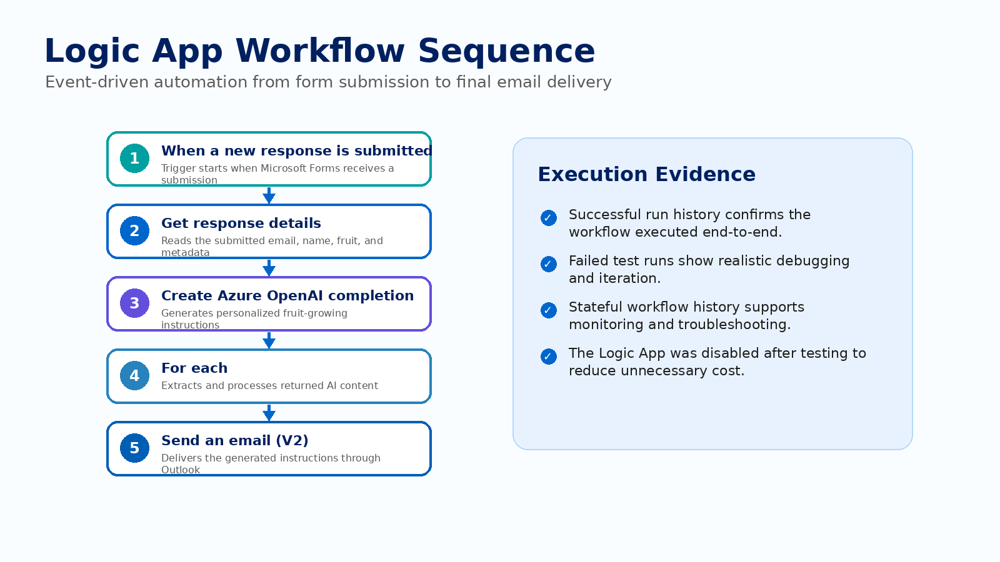 Logic App Workflow Sequence
Event-driven automation from form submission to final email delivery
1
When a new response is submitted
Trigger starts when Microsoft Forms receives a
submission
2
Get response details
Reads the submitted email, name, fruit, and
metadata
3
Create Azure OpenAI completion
Generates personalized fruit-growing
instructions
4
For each
Extracts and processes returned AI content
5
Send an email (V2)
Delivers the generated instructions through
Outlook
Execution Evidence
✓ Successful run history confirms the
workflow executed end-to-end.
✓ Failed test runs show realistic debugging
and iteration.
✓ Stateful workflow history supports
monitoring and troubleshooting.
✓ The Logic App was disabled after testing to
reduce unnecessary cost.